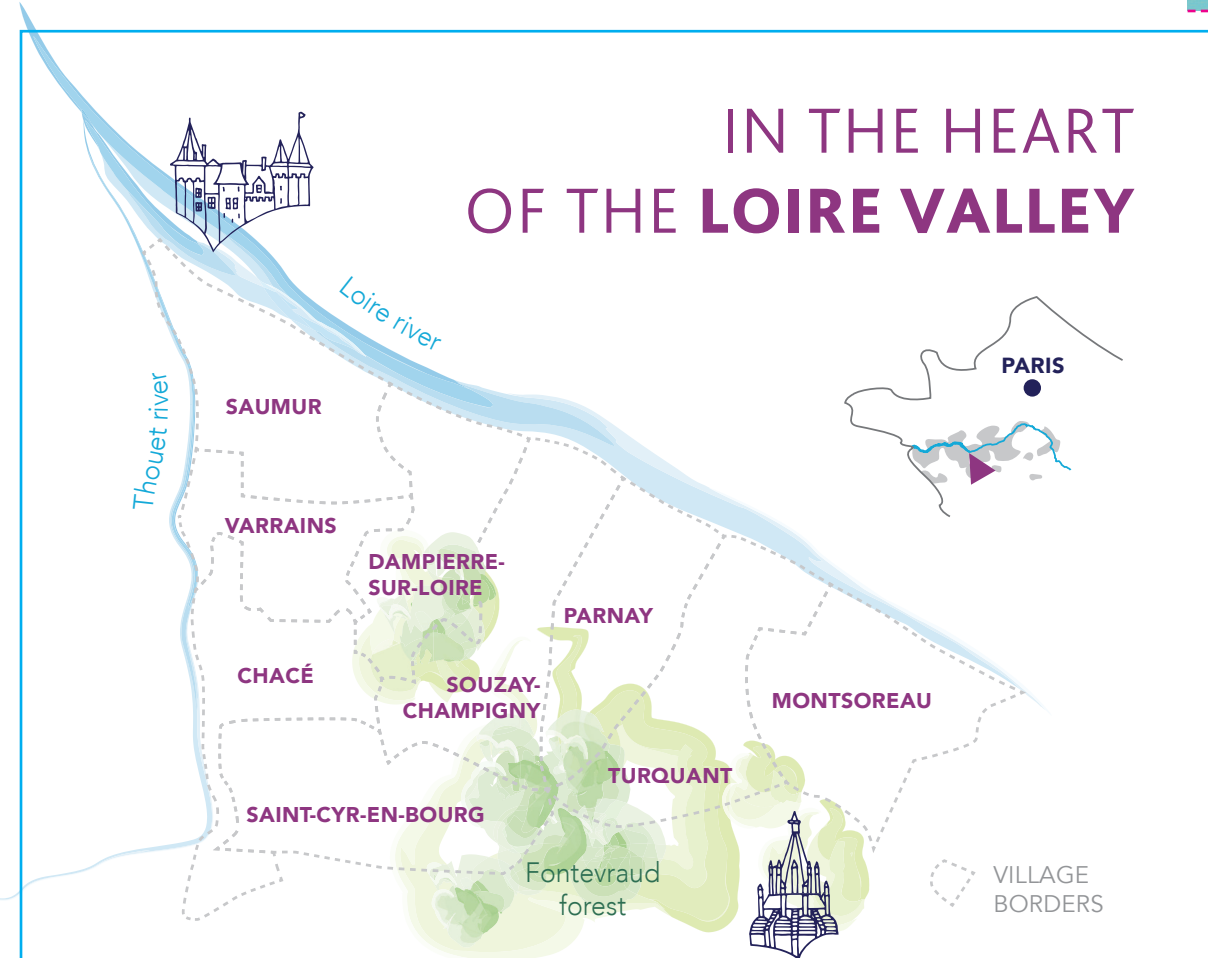 IN THE HEART
OF THE LOIRE VALLEY
Loire river
PARIS
Thouet river
SAUMUR
VARRAINS
DAMPIERRE-
SUR-LOIRE
PARNAY
CHACÉ
SOUZAY-
CHAMPIGNY
MONTSOREAU
TURQUANT
SAINT-CYR-EN-BOURG
Fontevraud
forest
VILLAGE
BORDERS